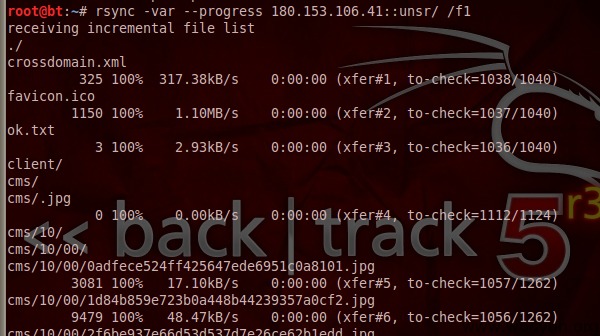 root@bt:~# rsync -var --progress 180.153.106.41::unsr/ /f1
receiving incremental file list
./
crossdomain.xml
325 100% 317.38kB/s 0:00:00 (xfer#1, to-check=1038/1040)
favicon.ico
1150 100% 1.10MB/s 0:00:00 (xfer#2, to-check=1037/1040)
ok.txt
3 100% 2.93kB/s 0:00:00 (xfer#3, to-check=1036/1040)
client/
cms/
cms/.jpg
0 100% 0.00kB/s 0:00:00 (xfer#4, to-check=1112/1124)
cms/10/
cms/10/00/
<< back | track 5 r3
cms/10/00/0adfece524ff425647ede6951c0a8101.jpg
3081 100% 17.10kB/s 0:00:00 (xfer#5, to-check=1057/1262)
cms/10/00/1d84b859e723b0a448b44239357a0cf2.jpg
9479 100% 48.47kB/s 0:00:00 (xfer#6, to-check=1056/1262)
cms/10/00/2f6be937e66d53d537d7e26ce62b1edd.jpg